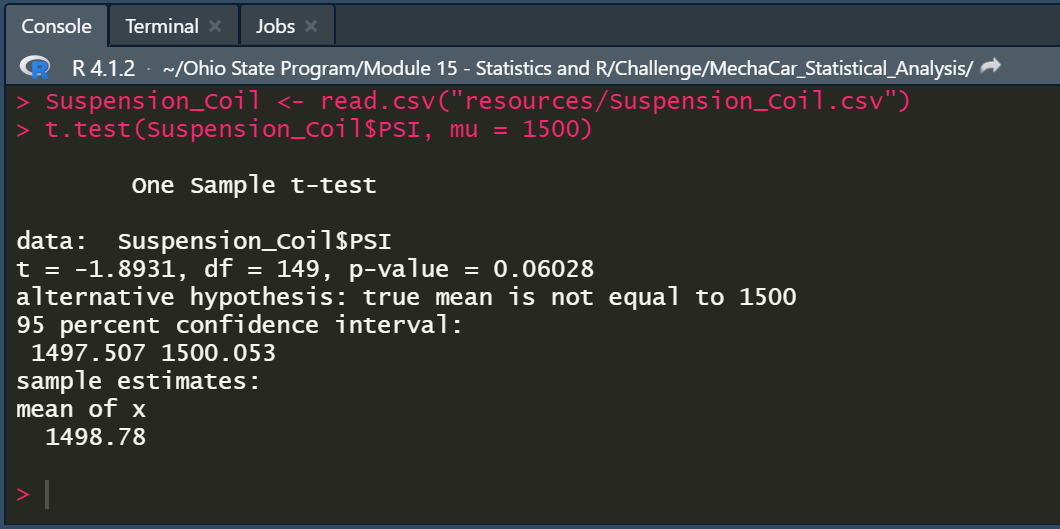 Console Terminal × Jobs ×
R R 4.1.2 · ~/Ohio State Program/Module 15 - Statistics and R/Challenge/MechaCar_Statistical_Analysis/
> Suspension_Coil <- read.csv("resources/Suspension_Coil.csv")
> t.test(Suspension_Coil$PSI, mu = 1500)
One Sample t-test
data:  Suspension_Coil$PSI
t = -1.8931, df = 149, p-value = 0.06028
alternative hypothesis: true mean is not equal to 1500
95 percent confidence interval:
1497.507 1500.053
sample estimates:
mean of x
1498.78
>